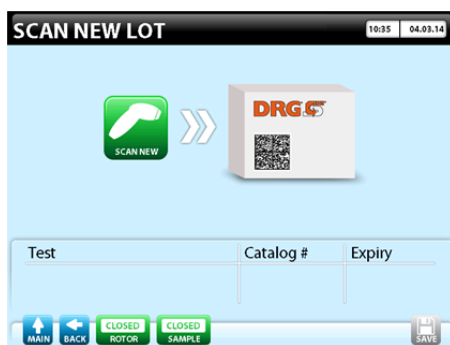 SCAN NEW LOT
10:35 04.03.14
DRG
SCAN NEW
Test Catalog # Expiry
MAIN BACK CLOSED ROTOR CLOSED SAMPLE SAVE